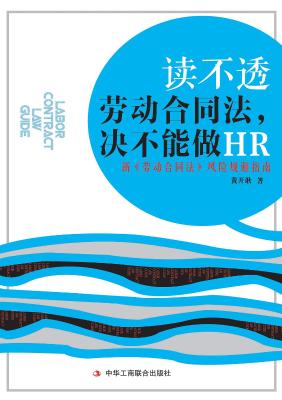 读不透
劳动合同法，
决不能做HR
新《劳动合同法》风险规避指南
黄开耿 著
LABOR
CONTRACT
LAW
GUIDE
中华工商联合出版社